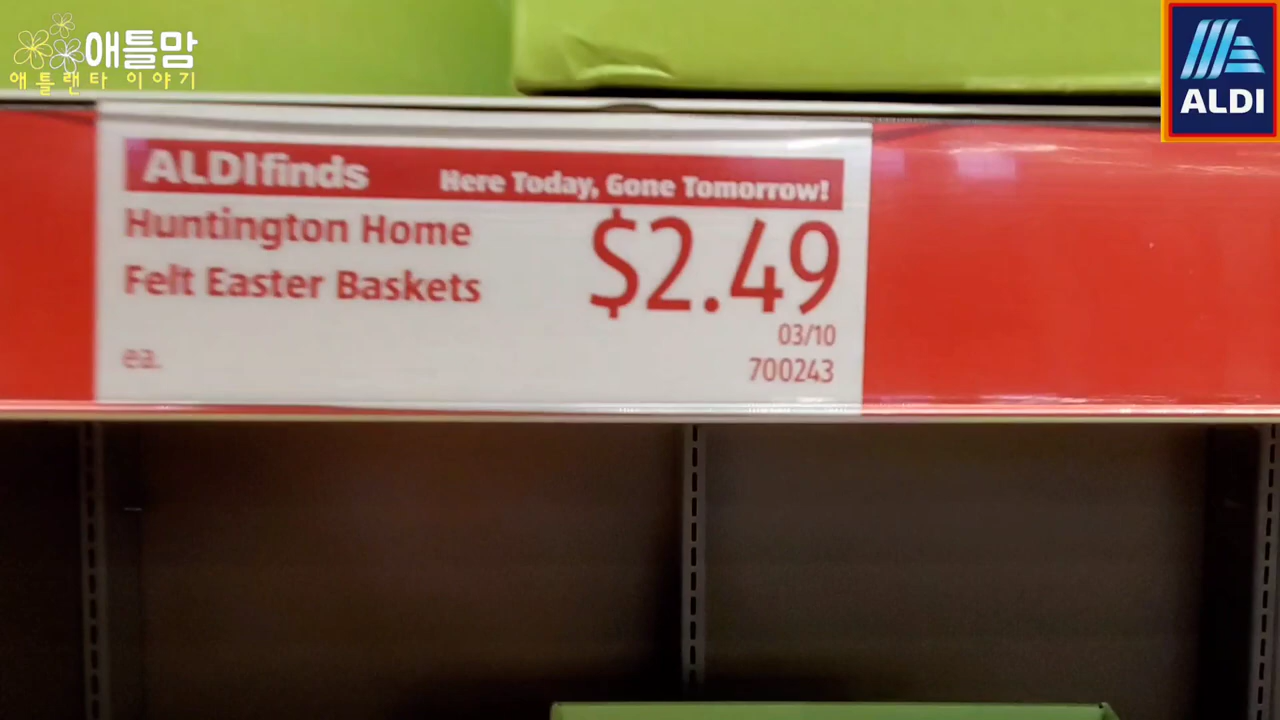 애틀맘
애틀랜타 이야기
ALDI
ALDIfinds
Here Today, Gone Tomorrow!
Huntington Home
Felt Easter Baskets
$2.49
03/10
ea.
700243